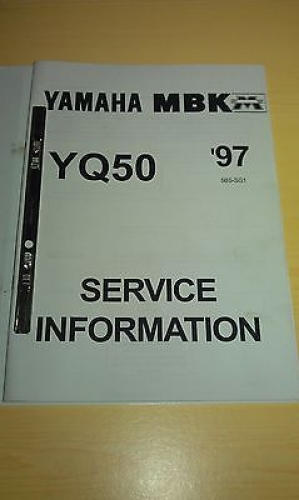 YAMAHA MBK
YQ50 '97
SERVICE
INFORMATION